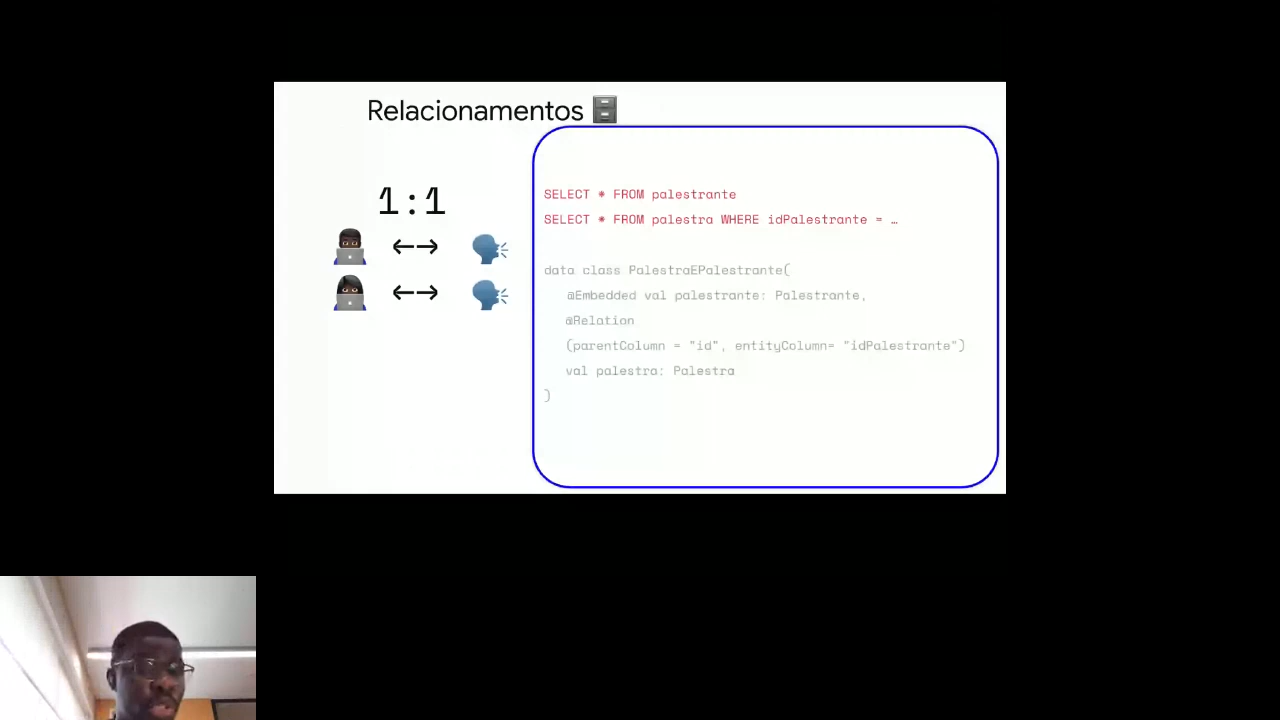 Relacionamentos
1:1
SELECT * FROM palestrante
SELECT * FROM palestra WHERE idPalestrante = …
data class PalestraEPalestrante(
@Embedded val palestrante: Palestrante,
@Relation
(parentColumn = "id", entityColumn= "idPalestrante")
val palestra: Palestra
)